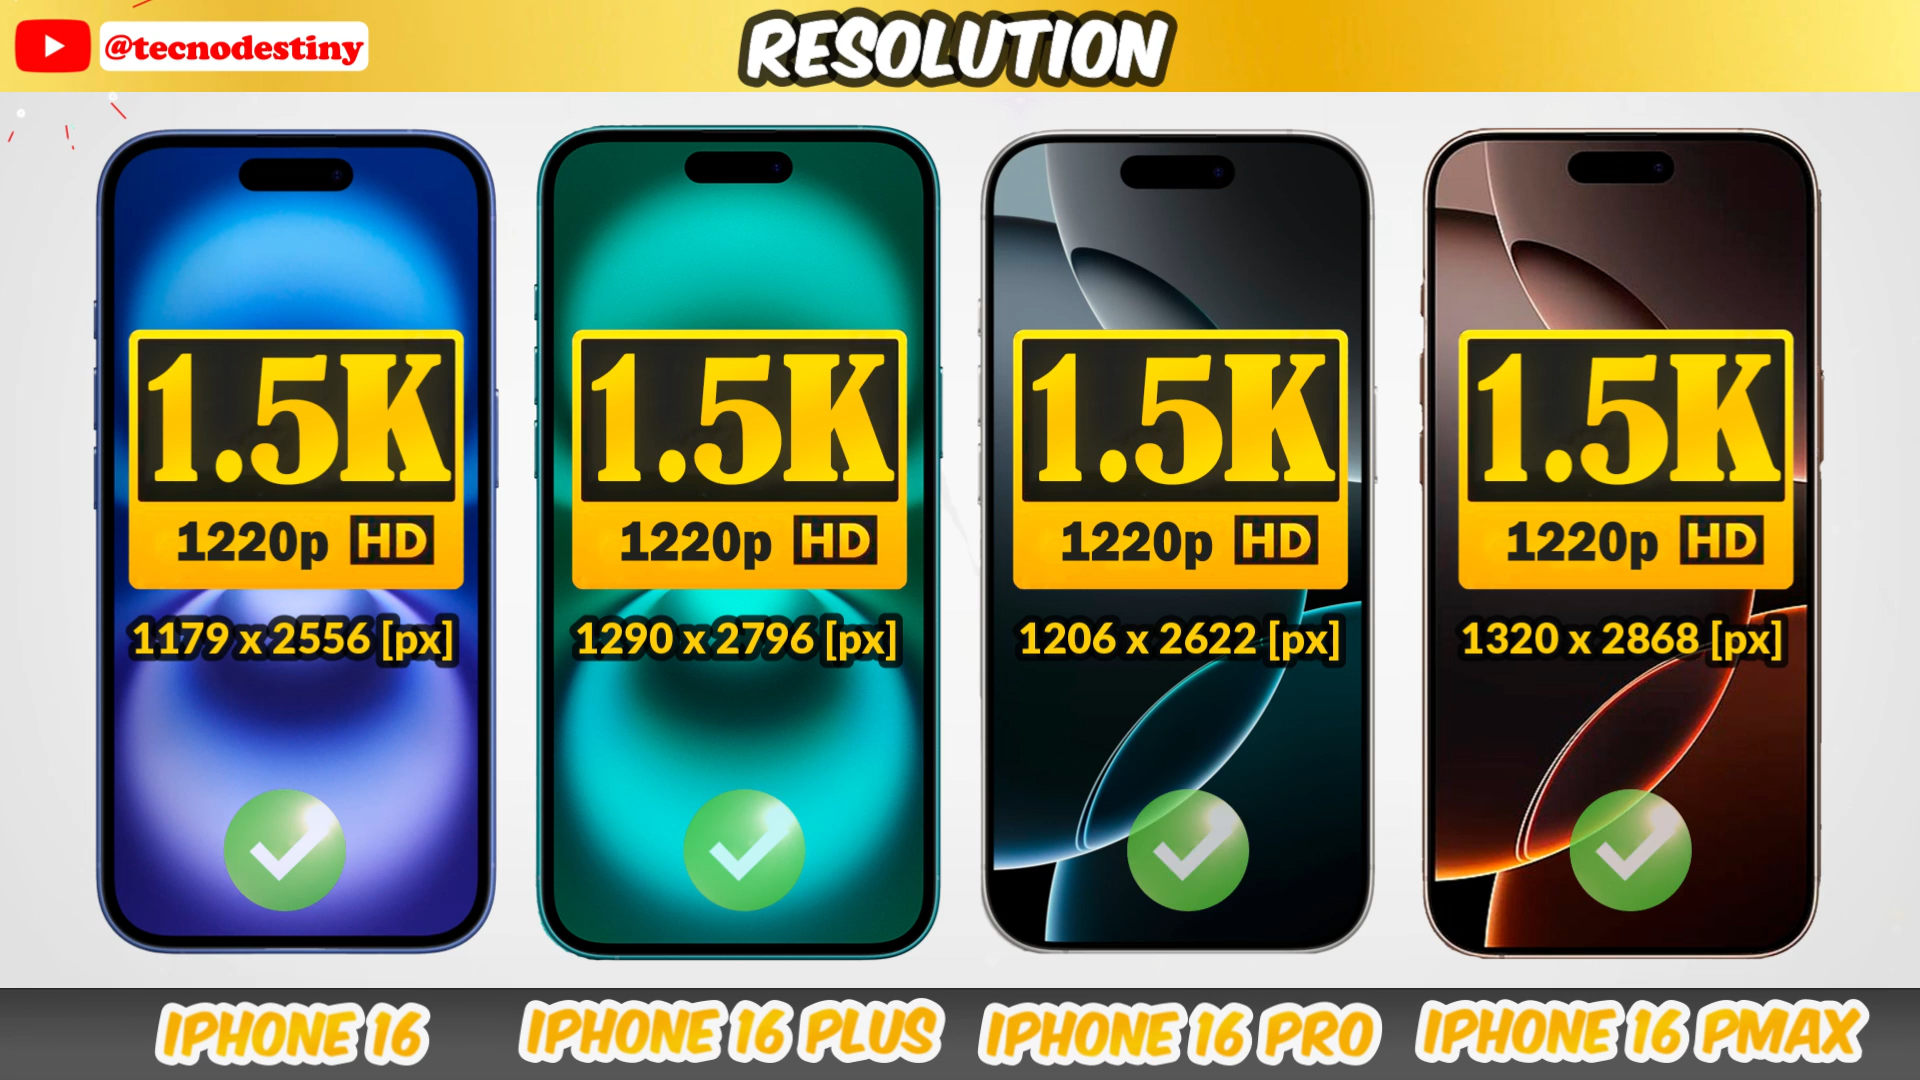 @tecnodestiny
RESOLUTION
1.5K
1220p HD
1179 x 2556 [px]
1.5K
1220p HD
1290 x 2796 [px]
1.5K
1220p HD
1206 x 2622 [px]
1.5K
1220p HD
1320 x 2868 [px]
IPHONE 16
IPHONE 16 PLUS
IPHONE 16 PRO
IPHONE 16 PMAX